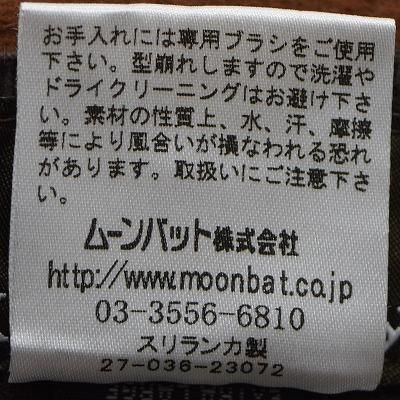 お手入れには専用ブラシをご使用
下さい。型崩れしますので洗濯や
ドライクリーニングはお避け下さ
い。素材の性質上、水、汗、摩擦
等により風合いが損なわれる恐れ
があります。取扱いにご注意下さ
い。
ムーンバット株式会社
http://www.moonbat.co.jp
03-3556-6810
スリランカ製
27-036-23072